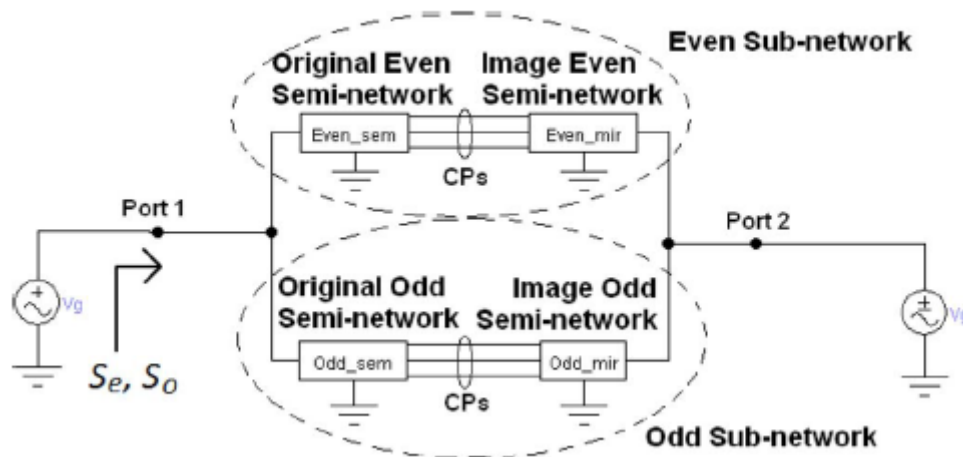 Even Sub-network
Original Even
Semi-network
Image Even
Semi-network
Even_sem
Even_mir
CPs
Port 1
Port 2
+
Vg
Original Odd
Semi-network
Image Odd
Semi-network
±
Se, So
Odd_sem
Odd_mir
CPs
Odd Sub-network